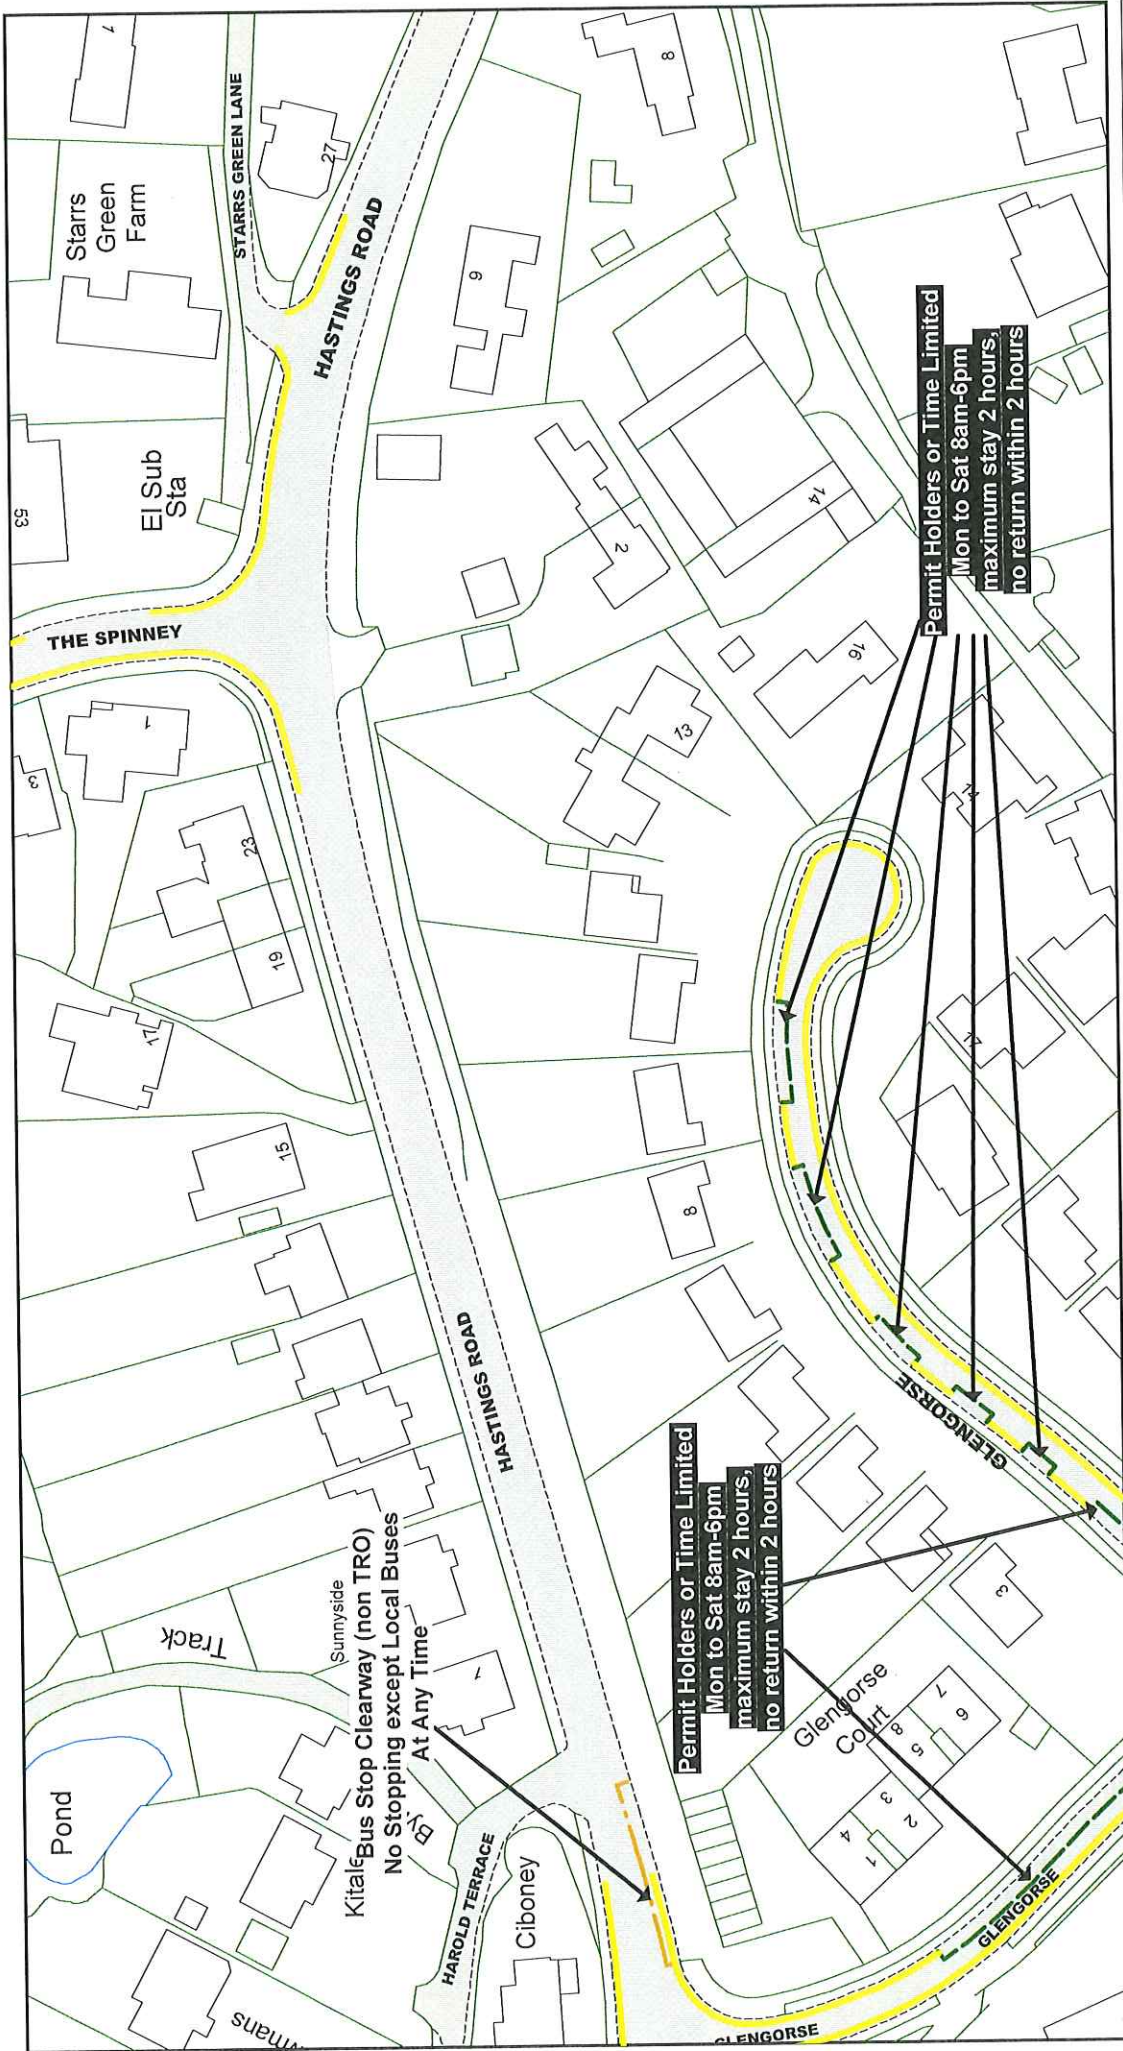 Pond
Track
Sunnyside
Kitale
Bus Stop Clearway (non TRO)
No Stopping except Local Buses
At Any Time
HAROLD TERRACE
Ciboney
1
15
17
19
23
3
1
THE SPINNEY
53
El Sub
Sta
Starrs
Green
Farm
1
STARRS GREEN LANE
27
HASTINGS ROAD
HASTINGS ROAD
9
8
2
14
16
13
8
14
17
3
Permit Holders or Time Limited
Mon to Sat 8am-6pm
maximum stay 2 hours,
no return within 2 hours
Permit Holders or Time Limited
Mon to Sat 8am-6pm
maximum stay 2 hours,
no return within 2 hours
Glengorse
Court
4
3
1
2
8
7
5
6
GLENGORSE
GLENGORSE
GLENGORSE